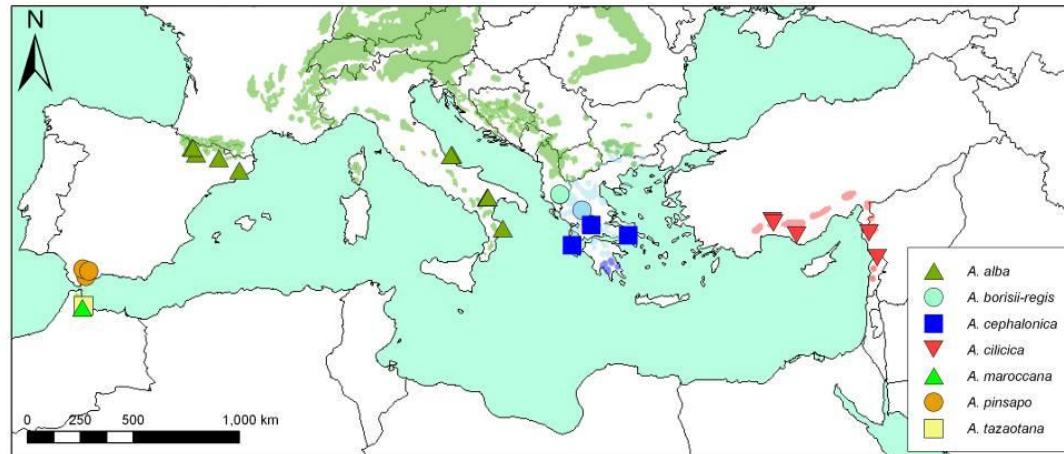 N
A. alba
A. borisii-regis
A. cephalonica
A. cilicica
A. maroccana
A. pinsapo
A. tazaotana
0 250 500 1,000 km